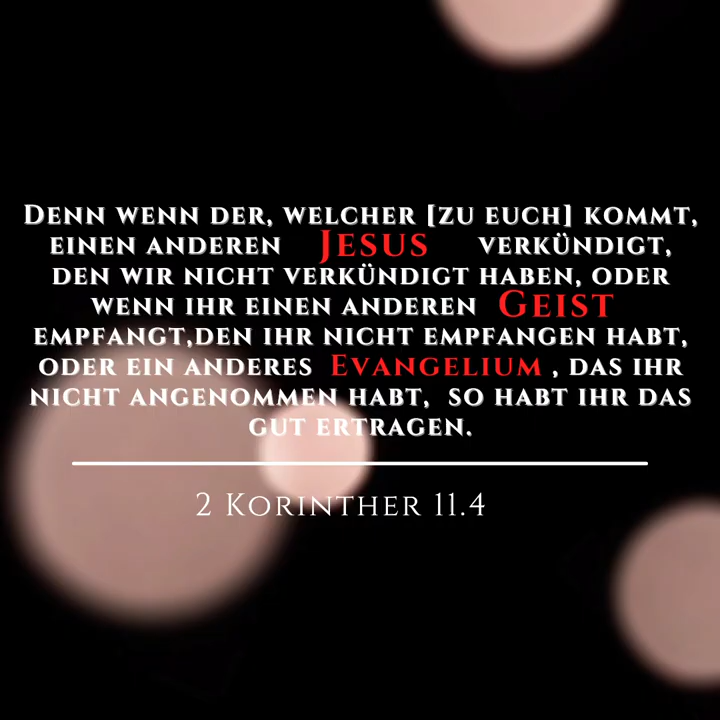 Denn wenn der, welcher [zu euch] kommt,
einen anderen Jesus verkündigt,
den wir nicht verkündigt haben, oder
wenn ihr einen anderen Geist
empfangt,den ihr nicht empfangen habt,
oder ein anderes Evangelium , das ihr
nicht angenommen habt, so habt ihr das
gut ertragen.
2 Korinther 11.4